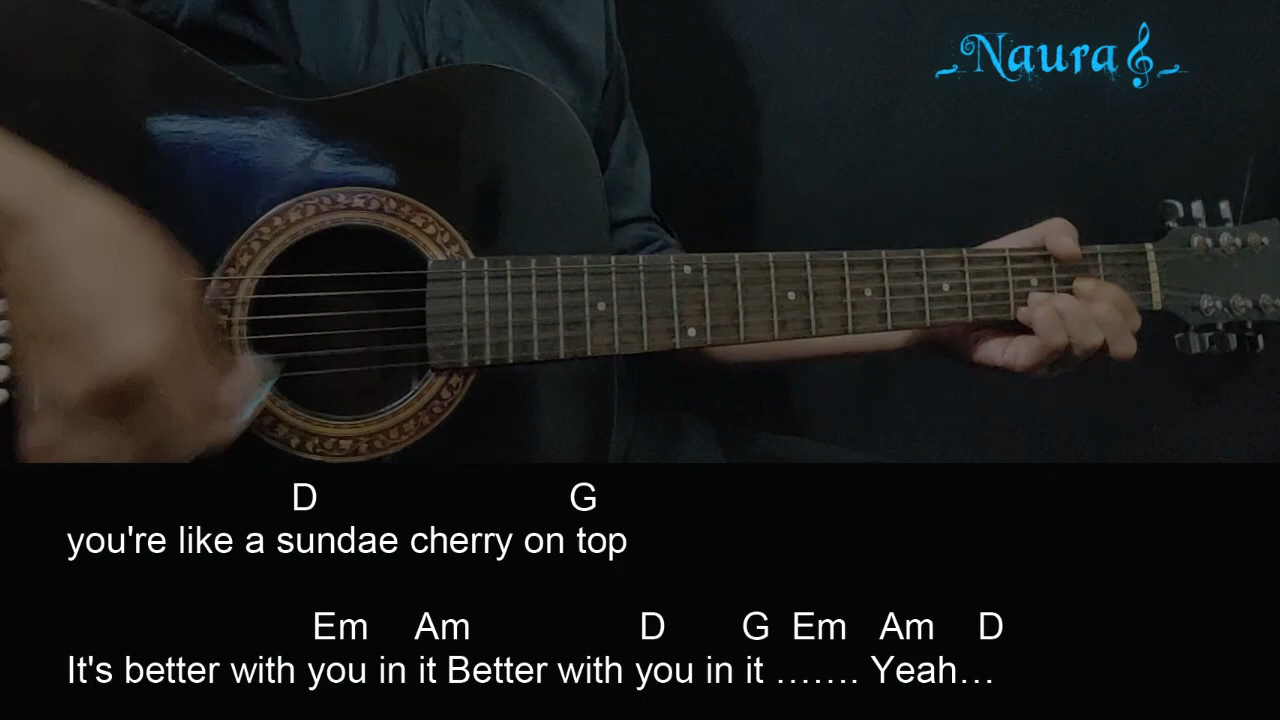 Naura
D G
you're like a sundae cherry on top
Em Am D G Em Am D
It's better with you in it Better with you in it ……. Yeah…